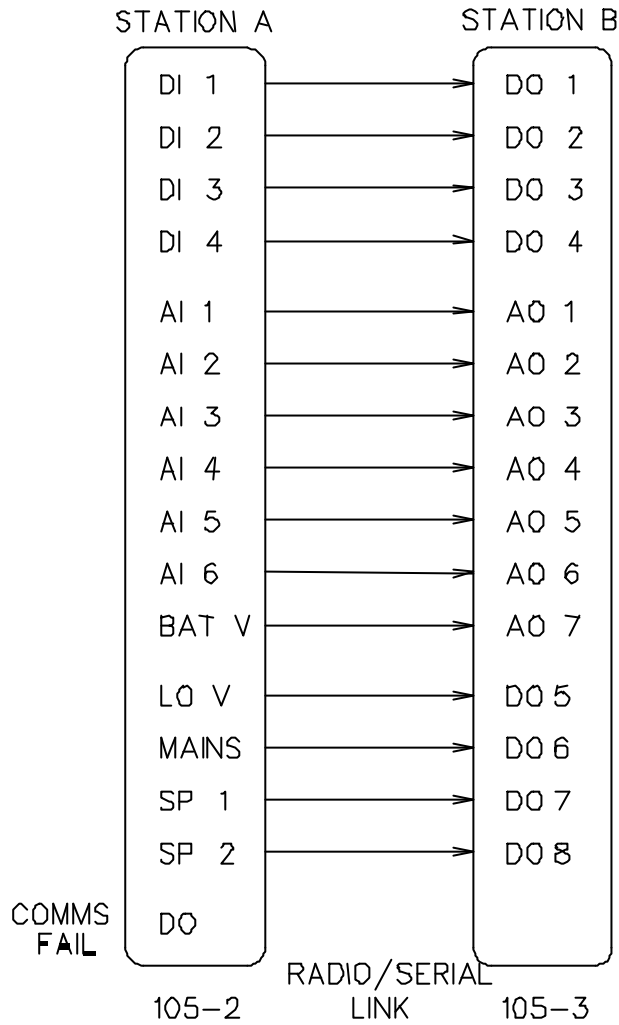 STATION A STATION B
DI 1 DO 1
DI 2 DO 2
DI 3 DO 3
DI 4 DO 4
AI 1 AO 1
AI 2 AO 2
AI 3 AO 3
AI 4 AO 4
AI 5 AO 5
AI 6 AO 6
BAT V AO 7
LO V DO 5
MAINS DO 6
SP 1 DO 7
SP 2 DO 8
COMMS
FAIL
DO
RADIO/SERIAL
LINK
105-2 105-3